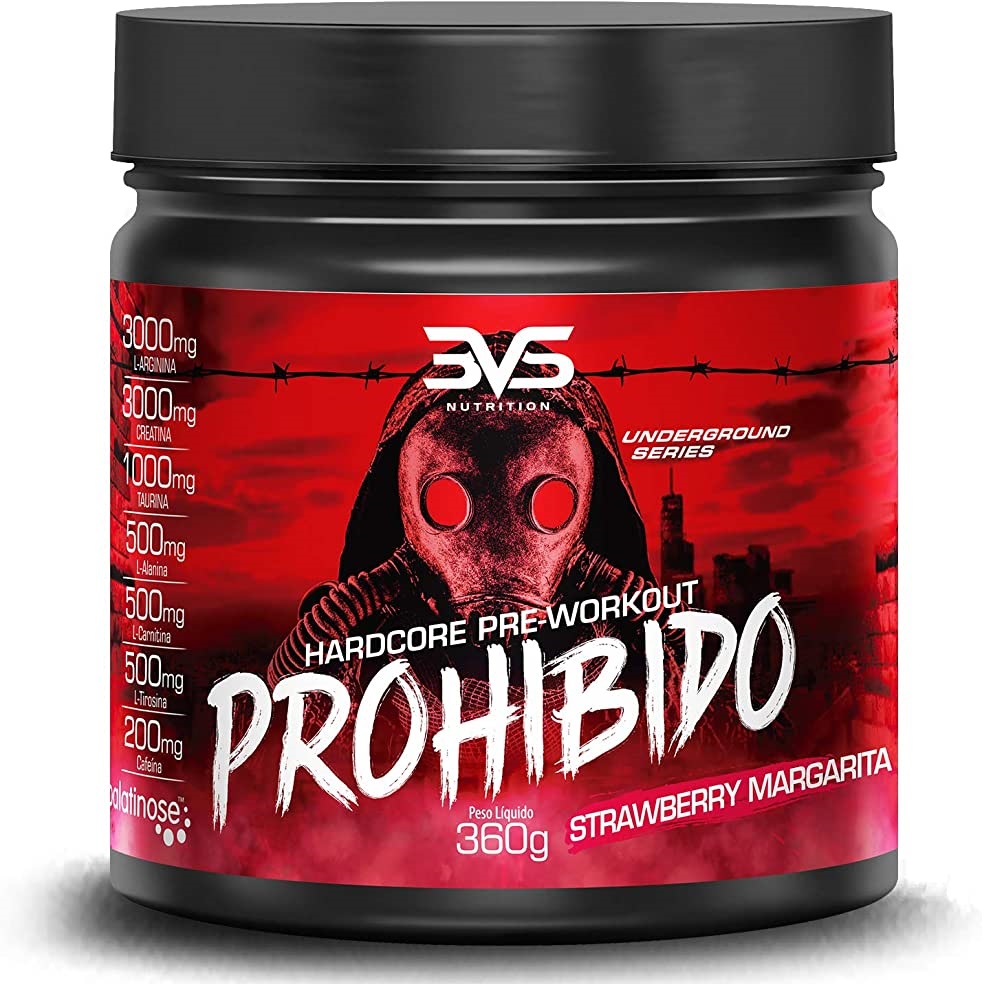 3VS
NUTRITION
UNDERGROUND
SERIES
3000mg
L-ARGININA
3000mg
CREATINA
1000mg
TAURINA
500mg
L-Alanina
500mg
L-Carnitina
500mg
L-Tirosina
200mg
Cafeína
palatinose™
HARDCORE PRE-WORKOUT
PROHIBIDO
STRAWBERRY MARGARITA
Peso Líquido
360g